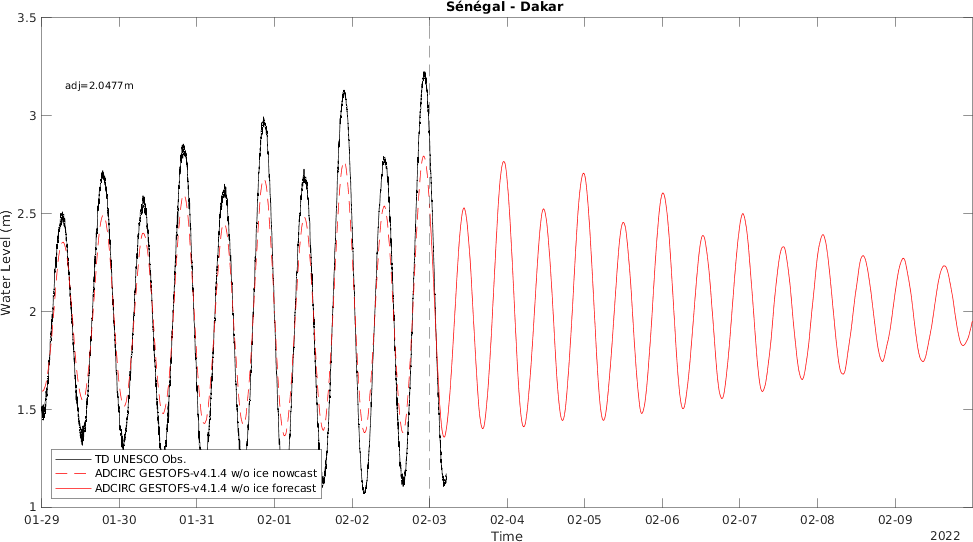 Sénégal - Dakar
adj=2.0477m
Water Level (m)
3.5
3
2.5
2
1.5
1
TD UNESCO Obs.
ADCIRC GESTOFS-v4.1.4 w/o ice nowcast
ADCIRC GESTOFS-v4.1.4 w/o ice forecast
01-29 01-30 01-31 02-01 02-02 02-03 02-04 02-05 02-06 02-07 02-08 02-09
Time
2022